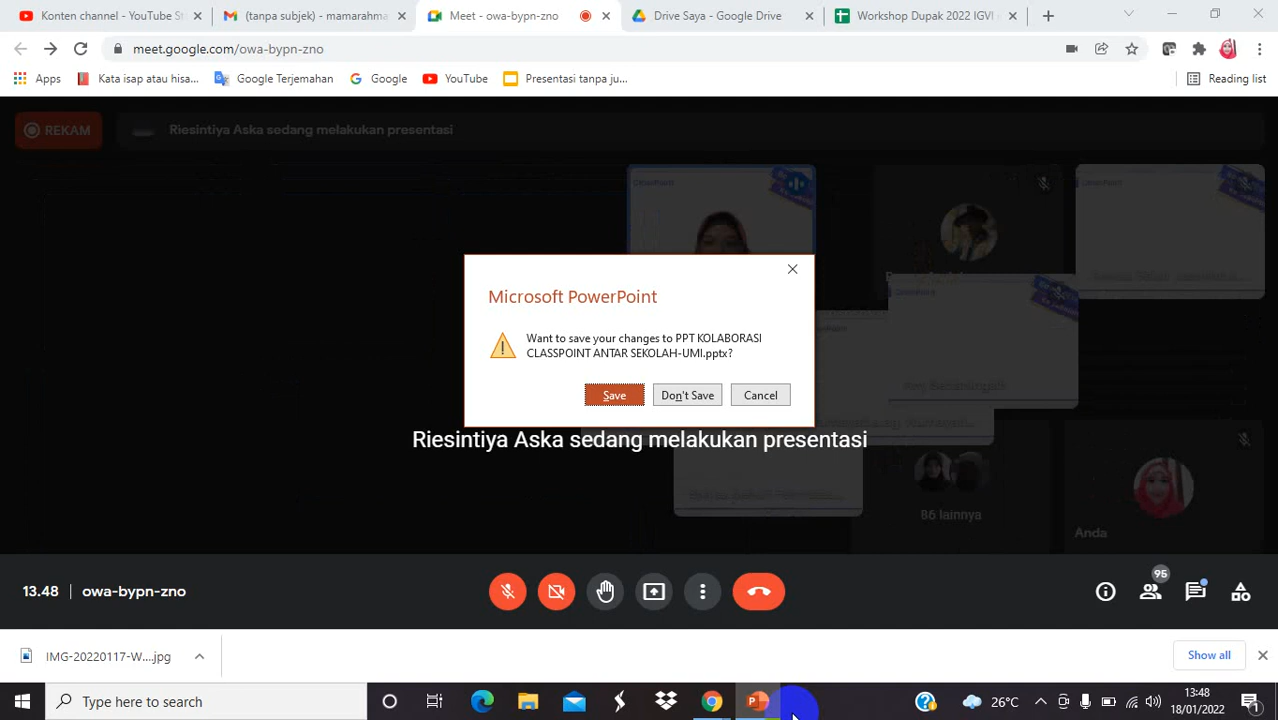 Konten channel - YouTube St
(tanpa subjek) - mamarahma
Meet - owa-bypn-zno
Drive Saya - Google Drive
Workshop Dupak 2022 IGVI
meet.google.com/owa-bypn-zno
Apps
Kata isap atau hisa...
Google Terjemahan
Google
YouTube
Presentasi tanpa ju...
Reading list
REKAM
Riesintiya Aska sedang melakukan presentasi
Microsoft PowerPoint
Want to save your changes to PPT KOLABORASI
CLASSPOINT ANTAR SEKOLAH-UMI.pptx?
Save
Don't Save
Cancel
Riesintiya Aska sedang melakukan presentasi
86 lainnya
Anda
13.48
owa-bypn-zno
95
IMG-20220117-W....jpg
Show all
Type here to search
26°C
13:48
18/01/2022
1